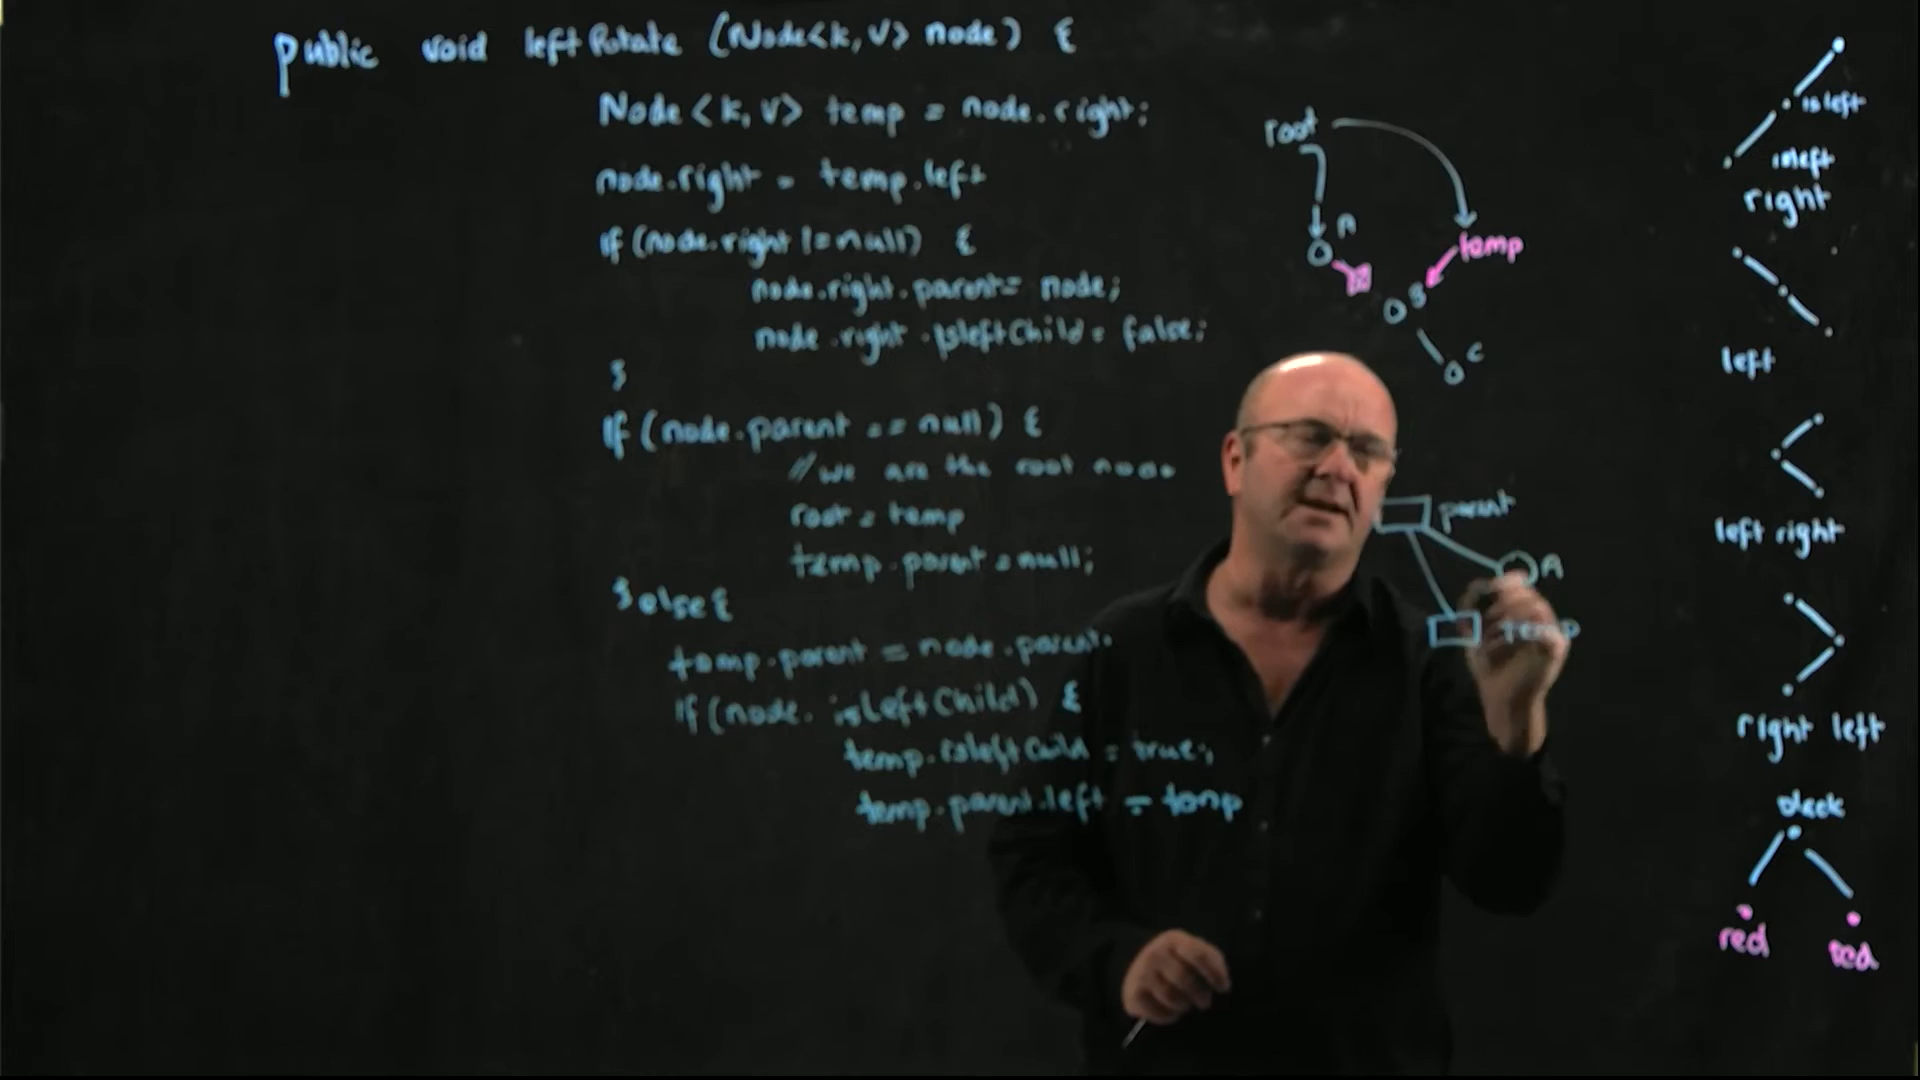 public void leftRotate (Node<k, V> node) {
Node <k, V> temp = node.right;
node.right = temp.left
if (node.right != null) {
node.right.parent = node;
node.right.isleftChild = false;
}
if (node.parent == null) {
// we are the root node
root = temp
temp.parent = null;
} else {
temp.parent = node.parent.
if (node. isLeftChild) {
temp.isleftChild = true;
temp.parent.left = temp
root
A
temp
B
C
parent
A
temp
isleft
isleft
right
left
left right
right left
black
red
red